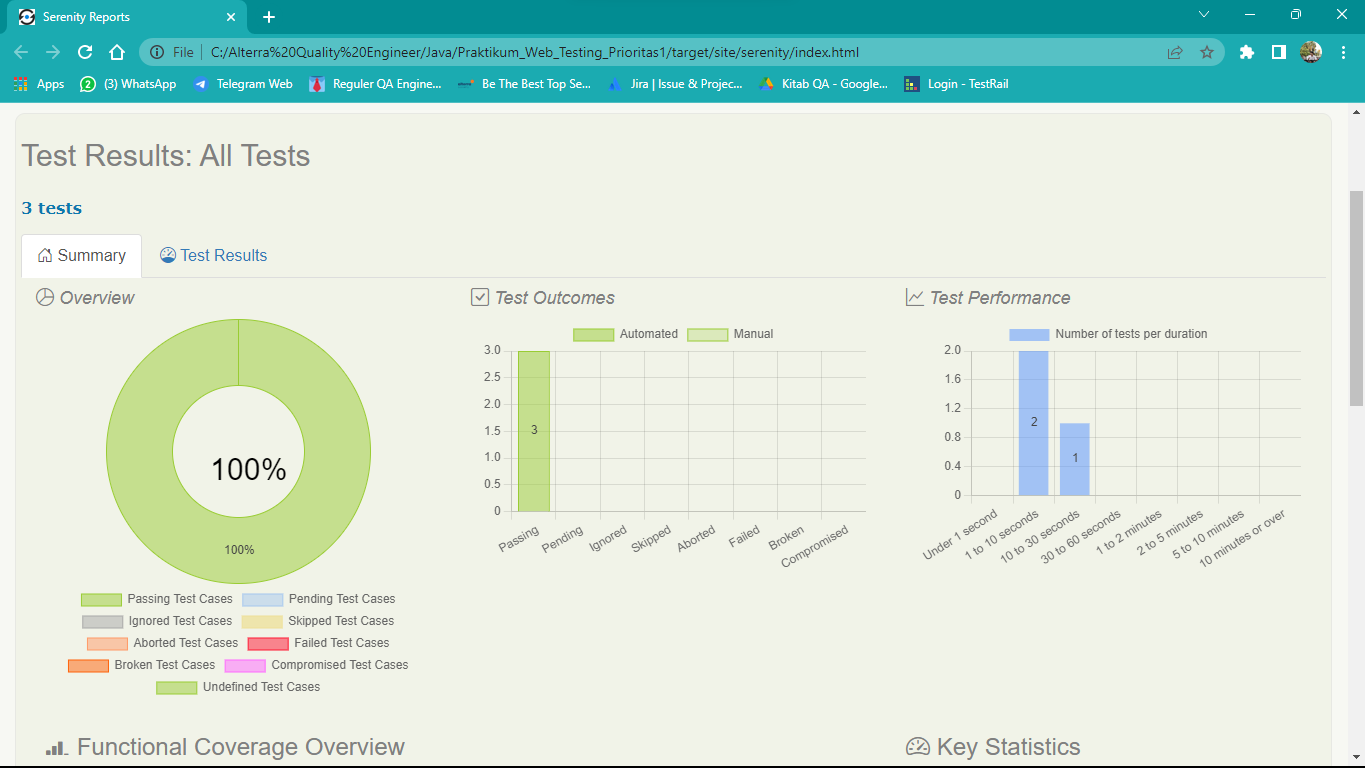 Serenity Reports
File
C:/Alterra%20Quality%20Engineer/Java/Praktikum_Web_Testing_Prioritas1/target/site/serenity/index.html
Apps
2
(3) WhatsApp
Telegram Web
Reguler QA Engine...
Be The Best Top Se...
Jira | Issue & Projec...
Kitab QA - Google...
Login - TestRail
Test Results: All Tests
3 tests
Summary
Test Results
Overview
100%
100%
Passing Test Cases
Pending Test Cases
Ignored Test Cases
Skipped Test Cases
Aborted Test Cases
Failed Test Cases
Broken Test Cases
Compromised Test Cases
Undefined Test Cases
Test Outcomes
Automated
Manual
3.0
2.5
2.0
1.5
1.0
0.5
0
3
Passing
Pending
Ignored
Skipped
Aborted
Failed
Broken
Compromised
Test Performance
Number of tests per duration
2.0
1.6
1.2
0.8
0.4
0
2
1
Under 1 second
1 to 10 seconds
10 to 30 seconds
30 to 60 seconds
1 to 2 minutes
2 to 5 minutes
5 to 10 minutes
10 minutes or over
Functional Coverage Overview
Key Statistics